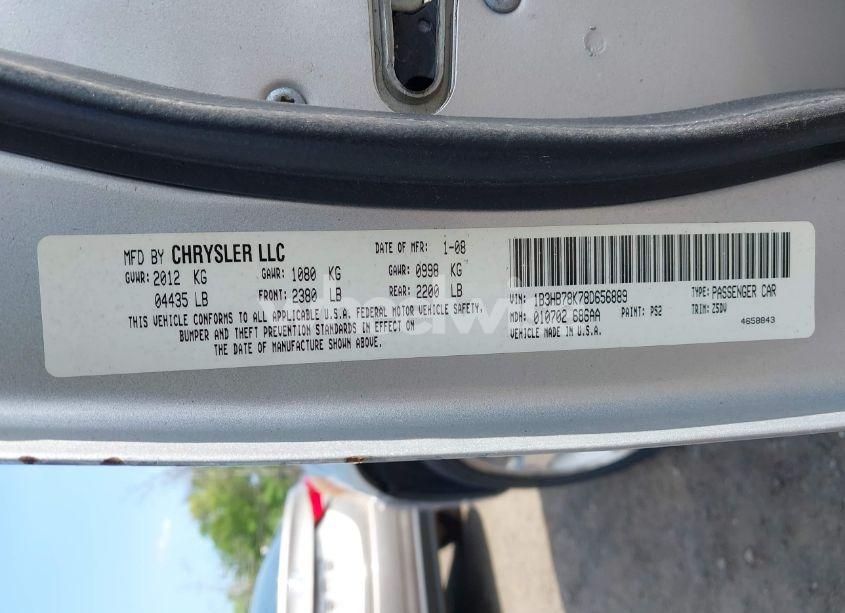 MFD BY CHRYSLER LLC
DATE OF MFR: 1-08
GVWR: 2012 KG
GAWR: 1080 KG
GAWR: 0998 KG
04435 LB
FRONT: 2380 LB
REAR: 2200 LB
THIS VEHICLE CONFORMS TO ALL APPLICABLE U.S.A. FEDERAL MOTOR VEHICLE SAFETY,
BUMPER AND THEFT PREVENTION STANDARDS IN EFFECT ON
THE DATE OF MANUFACTURE SHOWN ABOVE.
VIN: 1B3HB78K78D656889
TYPE: PASSENGER CAR
MDH: 010702 686AA
PAINT: PS2
TRIM: Z5DV
VEHICLE MADE IN U.S.A.
4658843